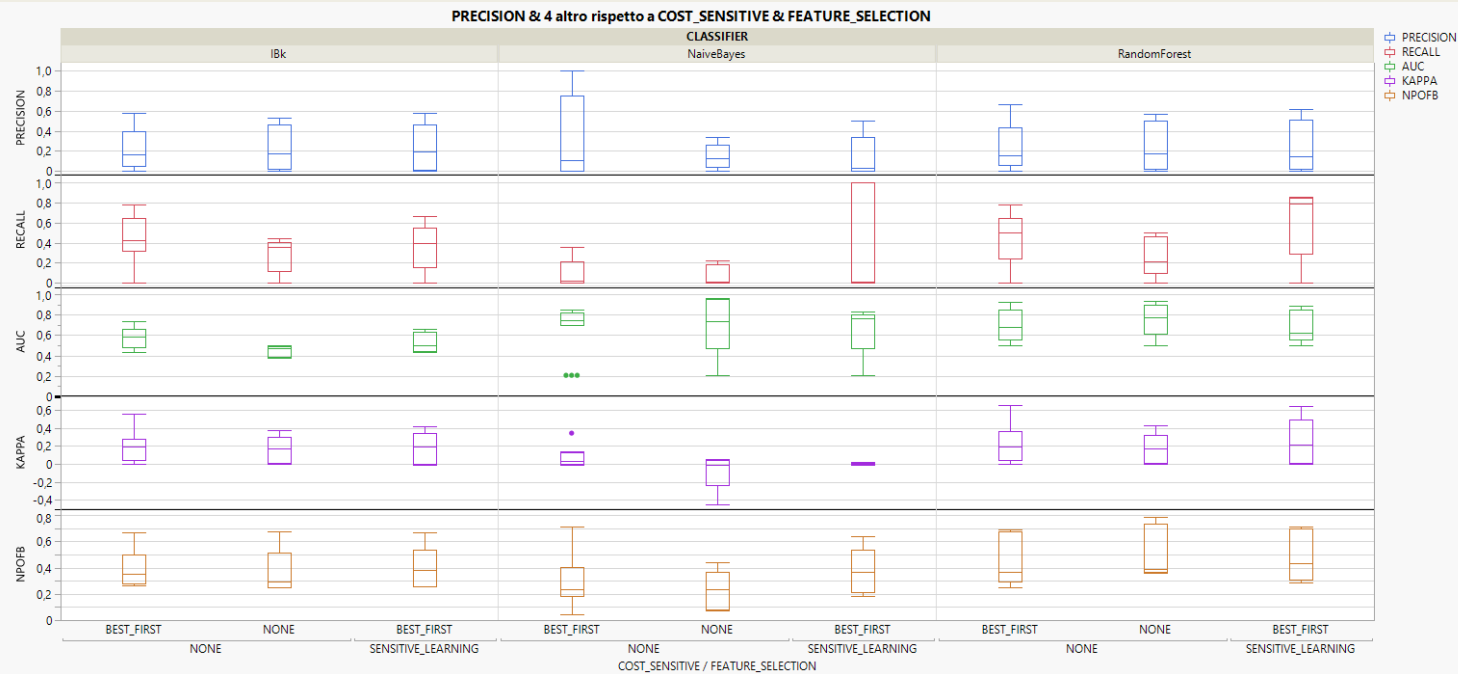 PRECISION & 4 altro rispetto a COST_SENSITIVE & FEATURE_SELECTION
CLASSIFIER
IBk NaiveBayes RandomForest
PRECISION
RECALL
AUC
KAPPA
NPOFB
PRECISION
1,0
0,8
0,6
0,4
0,2
0
RECALL
1,0
0,8
0,6
0,4
0,2
0
AUC
1,0
0,8
0,6
0,4
0,2
0
KAPPA
0,6
0,4
0,2
0
-0,2
-0,4
NPOFB
0,8
0,6
0,4
0,2
0
BEST_FIRST NONE BEST_FIRST BEST_FIRST NONE BEST_FIRST BEST_FIRST NONE BEST_FIRST
NONE SENSITIVE_LEARNING NONE SENSITIVE_LEARNING NONE SENSITIVE_LEARNING
COST_SENSITIVE / FEATURE_SELECTION